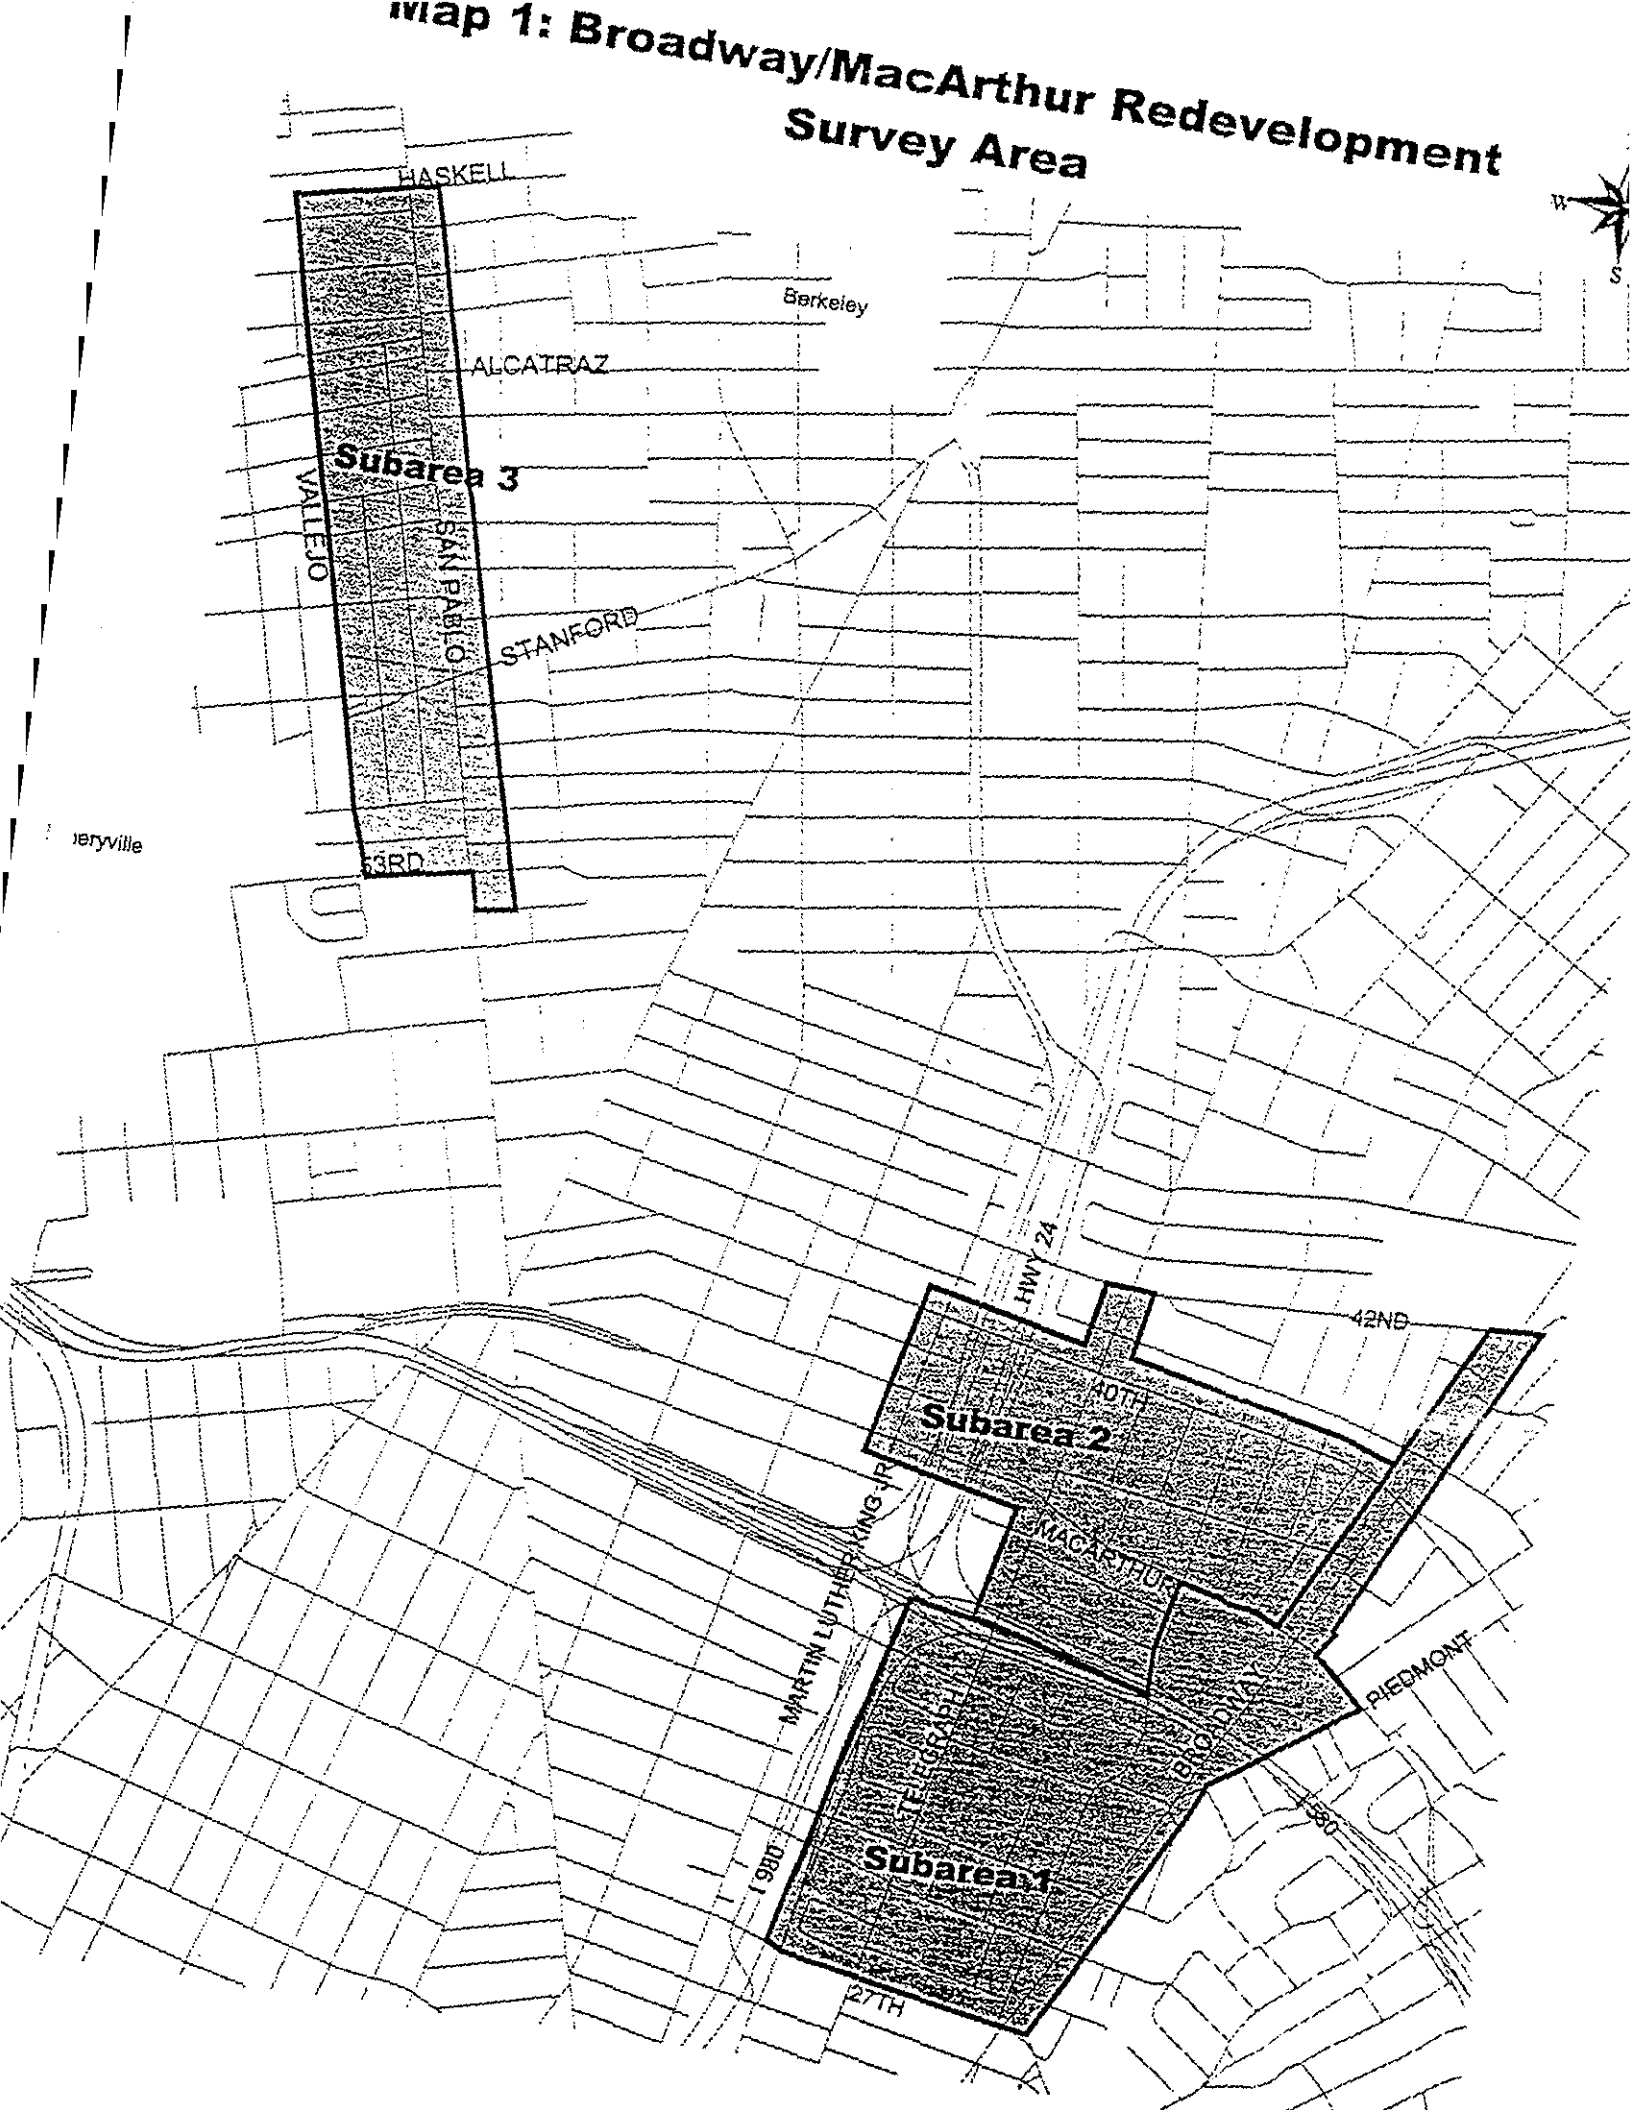 Map 1: Broadway/MacArthur Redevelopment
Survey Area
W
S
HASKELL
Berkeley
ALCATRAZ
Subarea 3
VALLEJO
SAN PABLO
STANFORD
eryville
53RD
HWY 24
42ND
40TH
Subarea 2
MARTIN LUTHER KING JR
MACARTHUR
PIEDMONT
BROADWAY
TELEGRAPH
I 580
Subarea 1
I 980
27TH